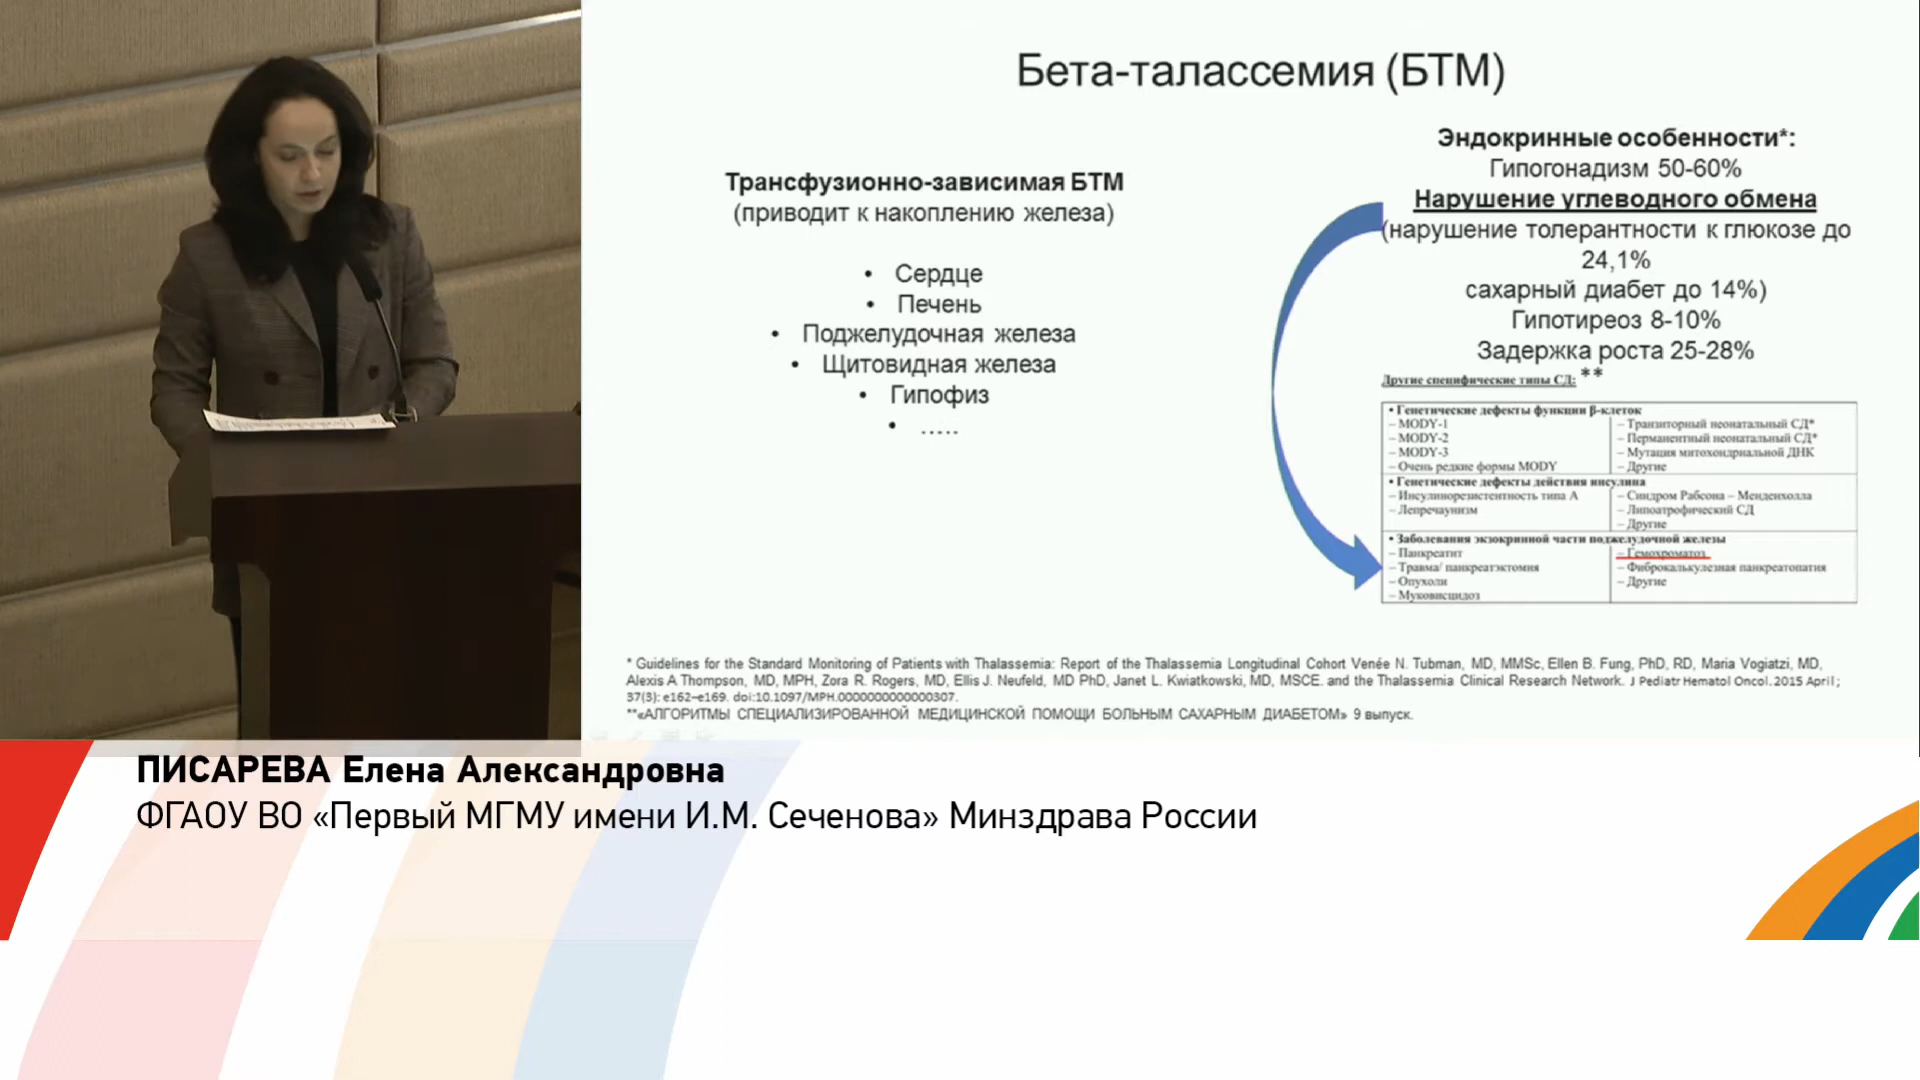 Бета-талассемия (БТМ)
Трансфузионно-зависимая БТМ
(приводит к накоплению железа)
• Сердце
• Печень
• Поджелудочная железа
• Щитовидная железа
• Гипофиз
• .....
Эндокринные особенности*:
Гипогонадизм 50-60%
Нарушение углеводного обмена
(нарушение толерантности к глюкозе до
24,1%
сахарный диабет до 14%)
Гипотиреоз 8-10%
Задержка роста 25-28%
Другие специфические типы СД: **
• Генетические дефекты функции β-клеток
– MODY-1
– MODY-2
– MODY-3
– Очень редкие формы MODY
– Транзиторный неонатальный СД*
– Перманентный неонатальный СД*
– Мутация митохондриальной ДНК
– Другие
• Генетические дефекты действия инсулина
– Инсулинорезистентность типа А
– Лепречаунизм
– Синдром Рабсона – Менденхолла
– Липоатрофический СД
– Другие
• Заболевания экзокринной части поджелудочной железы
– Панкреатит
– Травма/ панкреатэктомия
– Опухоли
– Муковисцидоз
– Гемохроматоз
– Фиброкалькулезная панкреатопатия
– Другие
* Guidelines for the Standard Monitoring of Patients with Thalassemia: Report of the Thalassemia Longitudinal Cohort Venée N. Tubman, MD, MMSc, Ellen B. Fung, PhD, RD, Maria Vogiatzi, MD,
Alexis A Thompson, MD, MPH, Zora R. Rogers, MD, Ellis J. Neufeld, MD PhD, Janet L. Kwiatkowski, MD, MSCE. and the Thalassemia Clinical Research Network. J Pediatr Hematol Oncol. 2015 April ;
37(3): e162–e169. doi:10.1097/MPH.0000000000000307.
**«АЛГОРИТМЫ СПЕЦИАЛИЗИРОВАННОЙ МЕДИЦИНСКОЙ ПОМОЩИ БОЛЬНЫМ САХАРНЫМ ДИАБЕТОМ» 9 выпуск.
ПИСАРЕВА Елена Александровна
ФГАОУ ВО «Первый МГМУ имени И.М. Сеченова» Минздрава России